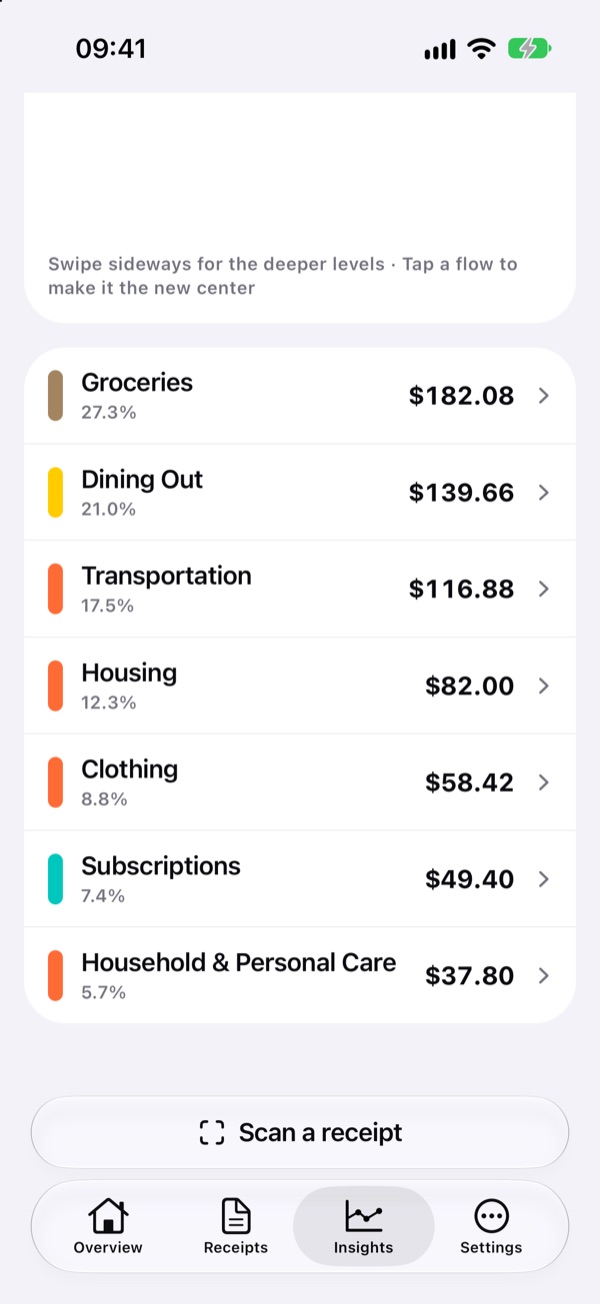 09:41
Swipe sideways for the deeper levels · Tap a flow to
make it the new center
Groceries
27.3%
$182.08
Dining Out
21.0%
$139.66
Transportation
17.5%
$116.88
Housing
12.3%
$82.00
Clothing
8.8%
$58.42
Subscriptions
7.4%
$49.40
Household & Personal Care
5.7%
$37.80
Scan a receipt
Overview
Receipts
Insights
Settings